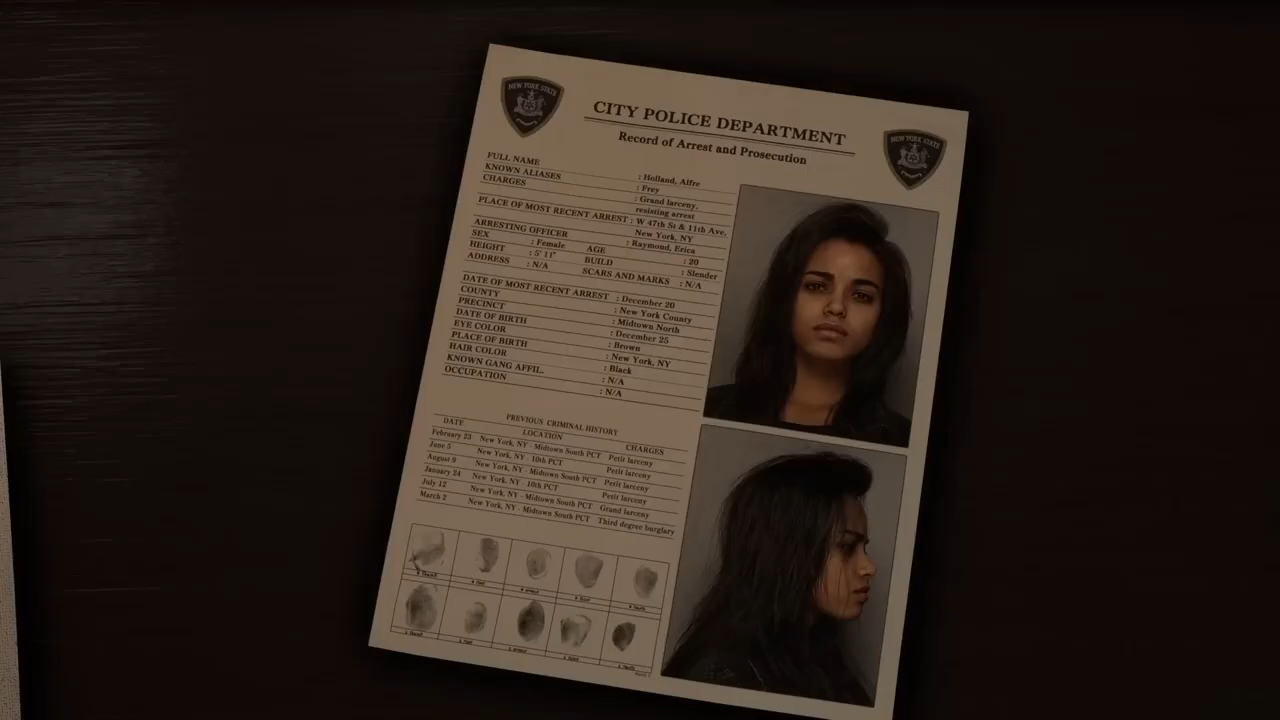 NEW YORK STATE
CITY POLICE DEPARTMENT
NEW YORK STATE
Record of Arrest and Prosecution
FULL NAME : Holland, Alfre
KNOWN ALIASES : Frey
CHARGES : Grand larceny,
resisting arrest
PLACE OF MOST RECENT ARREST : W 47th St & 11th Ave.
New York, NY
ARRESTING OFFICER : Raymond, Erica
SEX : Female AGE : 20
HEIGHT : 5' 11" BUILD : Slender
ADDRESS : N/A SCARS AND MARKS : N/A
DATE OF MOST RECENT ARREST : December 20
COUNTY : New York County
PRECINCT : Midtown North
DATE OF BIRTH : December 25
EYE COLOR : Brown
PLACE OF BIRTH : New York, NY
HAIR COLOR : Black
KNOWN GANG AFFIL. : N/A
OCCUPATION : N/A
PREVIOUS CRIMINAL HISTORY
DATE LOCATION CHARGES
February 23 New York, NY - Midtown South PCT Petit larceny
June 5 New York, NY - 10th PCT Petit larceny
August 9 New York, NY - Midtown South PCT Petit larceny
January 24 New York, NY - 10th PCT Petit larceny
July 12 New York, NY - Midtown South PCT Grand larceny
March 2 New York, NY - Midtown South PCT Third degree burglary